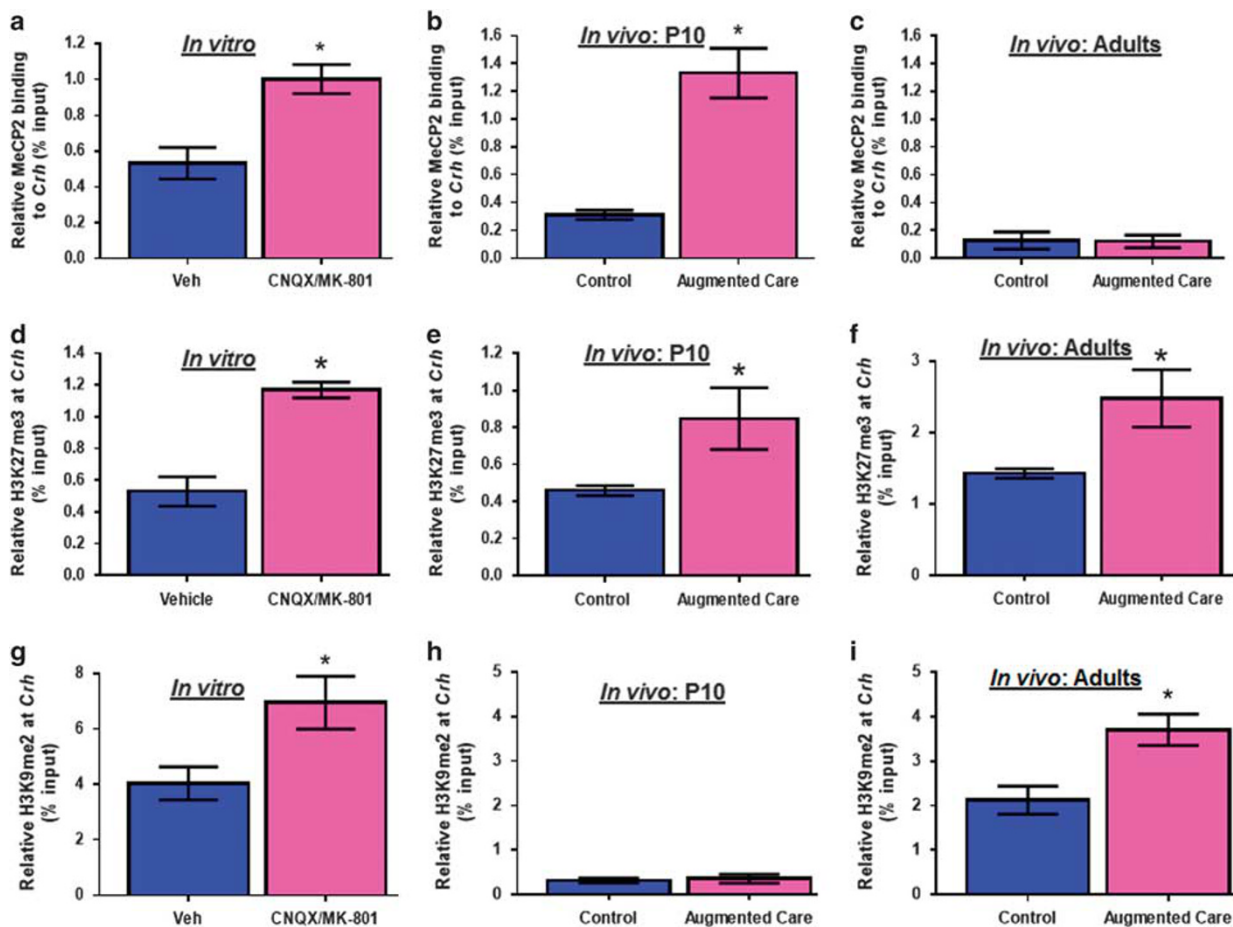 a
In vitro
*
Relative MeCP2 binding
to Crh (% input)
1.2
1.0
0.8
0.6
0.4
0.2
0.0
Veh
CNQX/MK-801
b
In vivo: P10
*
Relative MeCP2 binding
to Crh (% input)
1.6
1.4
1.2
1.0
0.8
0.6
0.4
0.2
0.0
Control
Augmented Care
c
In vivo: Adults
Relative MeCP2 binding
to Crh (% input)
1.6
1.4
1.2
1.0
0.8
0.6
0.4
0.2
0.0
Control
Augmented Care
d
In vitro
*
Relative H3K27me3 at Crh
(% input)
1.4
1.2
1.0
0.8
0.6
0.4
0.2
0.0
Vehicle
CNQX/MK-801
e
In vivo: P10
*
Relative H3K27me3 at Crh
(% input)
1.2
1.0
0.8
0.6
0.4
0.2
0.0
Control
Augmented Care
f
In vivo: Adults
*
Relative H3K27me3 at Crh
(% input)
3
2
1
0
Control
Augmented Care
g
In vitro
*
Relative H3K9me2 at Crh
(% input)
8
6
4
2
0
Veh
CNQX/MK-801
h
In vivo: P10
Relative H3K9me2 at Crh
(% input)
5
4
3
2
1
0
Control
Augmented Care
i
In vivo: Adults
*
Relative H3K9me2 at Crh
(% input)
5
4
3
2
1
0
Control
Augmented Care